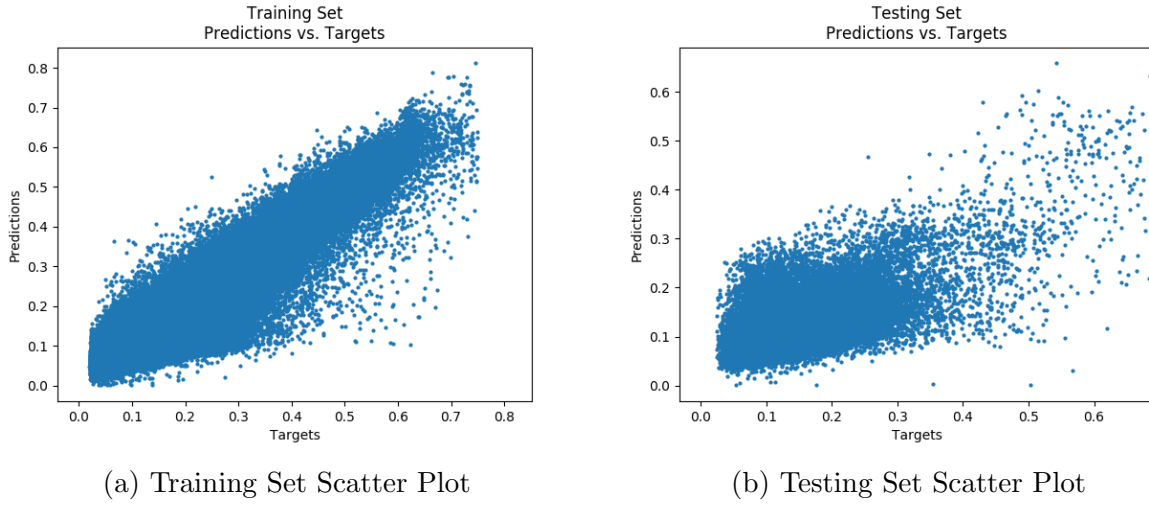 Training Set
Predictions vs. Targets
Predictions
0.8
0.7
0.6
0.5
0.4
0.3
0.2
0.1
0.0
0.0 0.1 0.2 0.3 0.4 0.5 0.6 0.7 0.8
Targets
(a) Training Set Scatter Plot
Testing Set
Predictions vs. Targets
Predictions
0.6
0.5
0.4
0.3
0.2
0.1
0.0
0.0 0.1 0.2 0.3 0.4 0.5 0.6
Targets
(b) Testing Set Scatter Plot